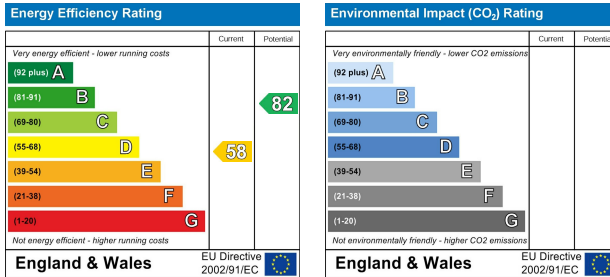 Energy Efficiency Rating
Current Potential
Very energy efficient - lower running costs
(92 plus) A
(81-91) B
(69-80) C
(55-68) D
(39-54) E
(21-38) F
(1-20) G
82
58
Not energy efficient - higher running costs
England & Wales
EU Directive
2002/91/EC
Environmental Impact (CO₂) Rating
Current Potential
Very environmentally friendly - lower CO2 emissions
(92 plus) A
(81-91) B
(69-80) C
(55-68) D
(39-54) E
(21-38) F
(1-20) G
Not environmentally friendly - higher CO2 emissions
England & Wales
EU Directive
2002/91/EC